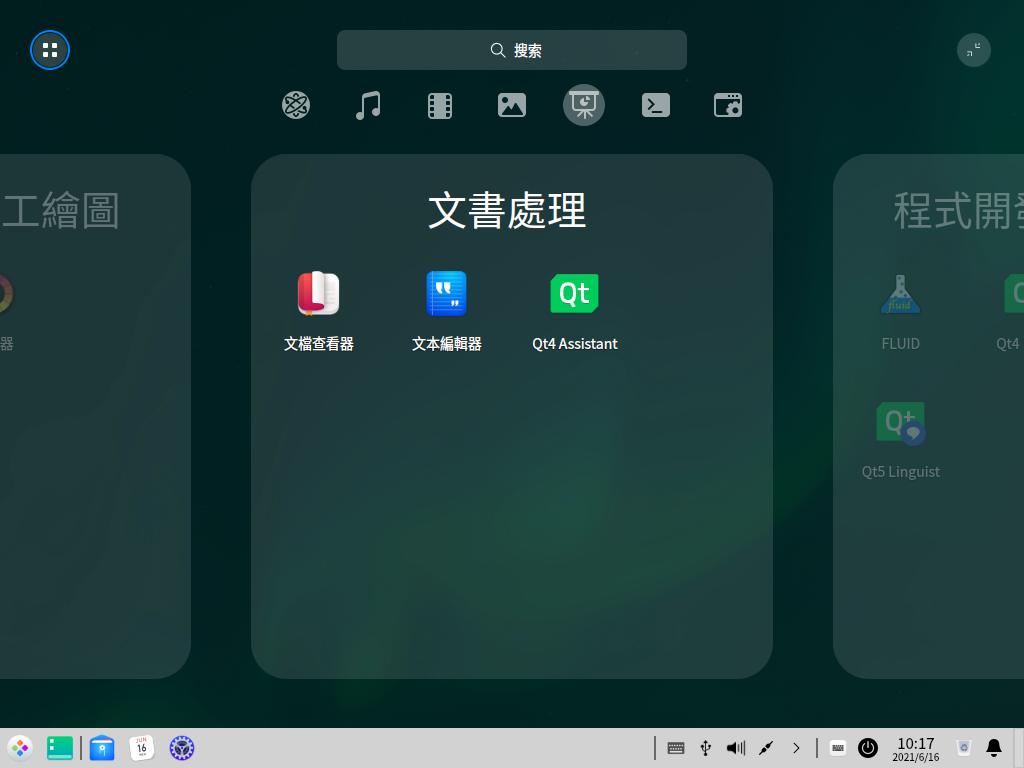 搜索
工繪圖
文書處理
程式開
器
文檔查看器
文本編輯器
Qt
Qt4 Assistant
fluid
FLUID
Qt4
Qt5 Linguist
JUN
16
10:17
2021/6/16